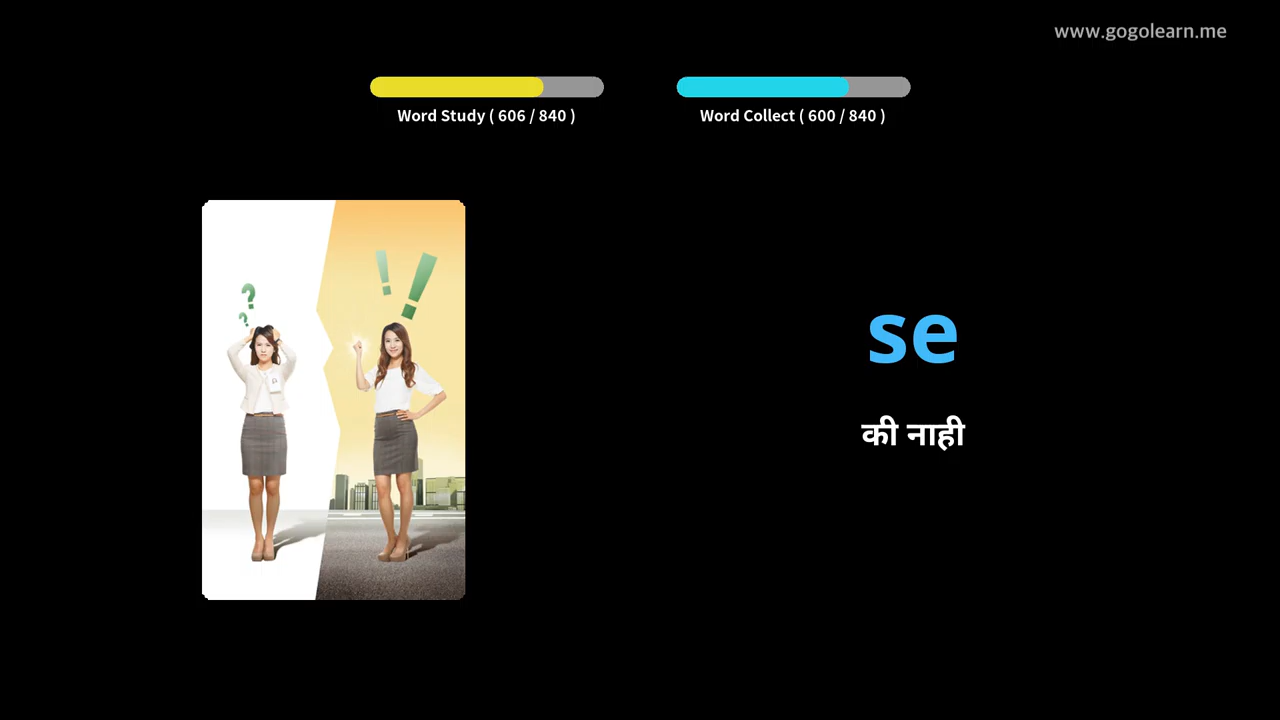 www.gogolearn.me
Word Study ( 606 / 840 )
Word Collect ( 600 / 840 )
? ?
! !
se
की नाही